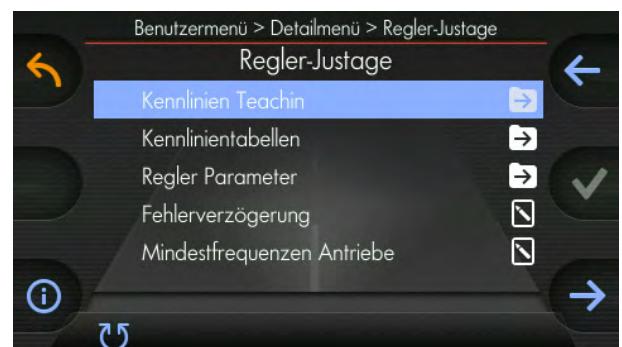 Benutzermenü > Detailmenü > Regler-Justage
Regler-Justage
Kennlinien Teachin
Kennlinientabellen
Regler Parameter
Fehlerverzögerung
Mindestfrequenzen Antriebe